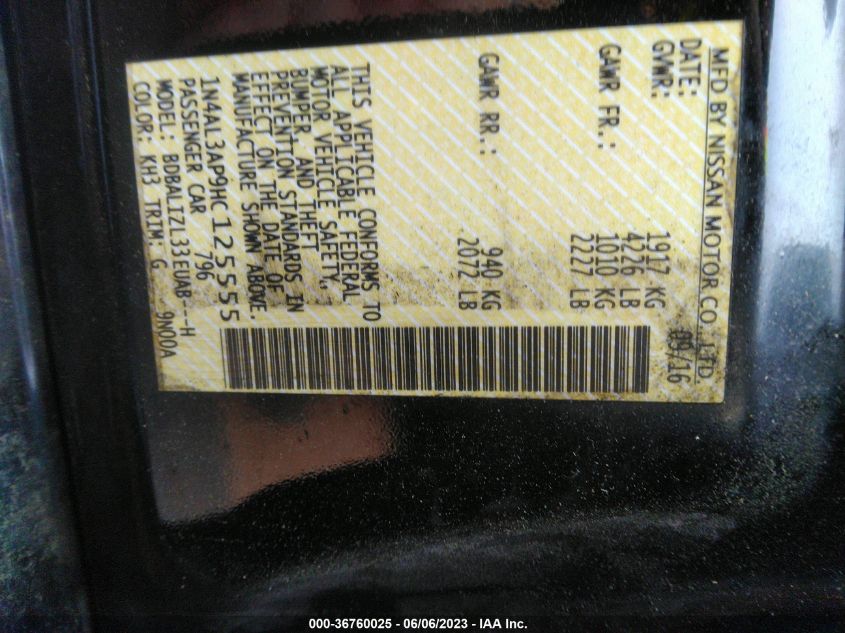 MFD BY NISSAN MOTOR CO., LTD.
DATE: 09/16
GVWR: 1917 KG
4226 LB
GAWR FR.: 1010 KG
2227 LB
GAWR RR.: 940 KG
2072 LB
THIS VEHICLE CONFORMS TO
ALL APPLICABLE FEDERAL
MOTOR VEHICLE SAFETY,
BUMPER AND THEFT
PREVENTION STANDARDS IN
EFFECT ON THE DATE OF
MANUFACTURE SHOWN ABOVE.
1N4AL3AP9HC125555
PASSENGER CAR 796
MODEL: BDBALZZL33EUAB--H
COLOR: KH3 TRIM: G 9N00A
000-36760025 - 06/06/2023 - IAA Inc.